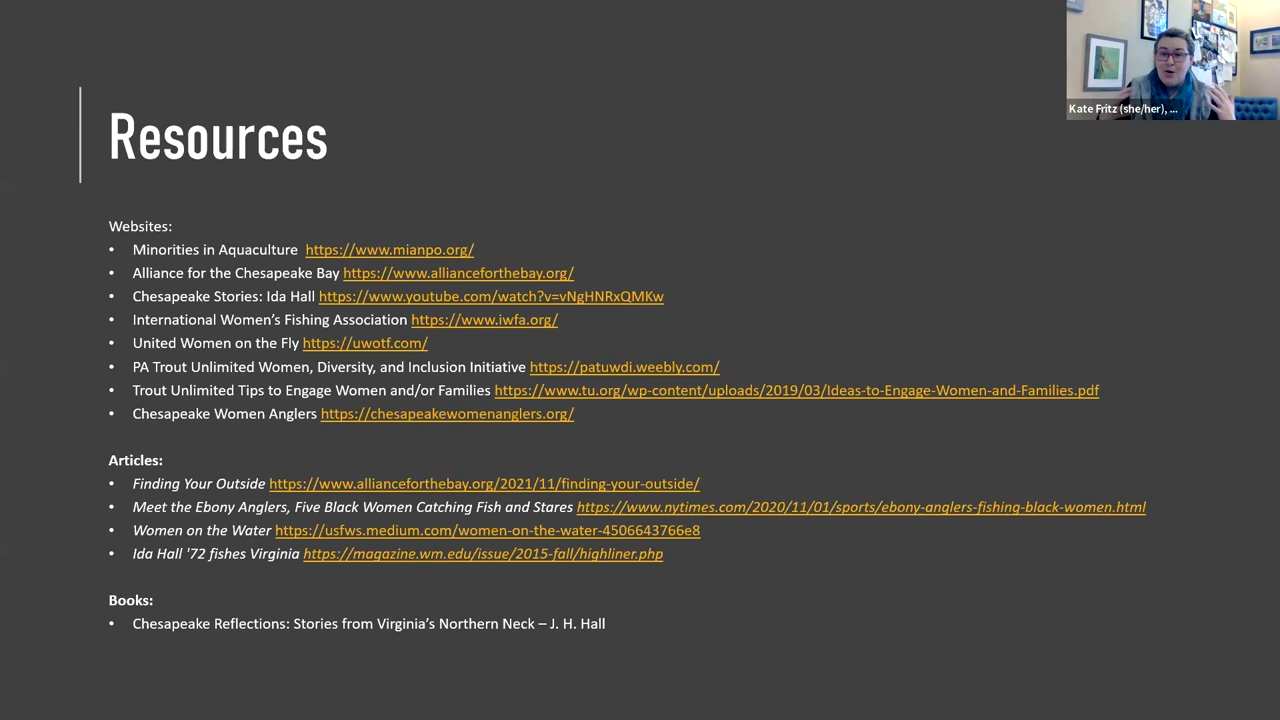 Kate Fritz (she/her), ...
Resources
Websites:
• Minorities in Aquaculture https://www.mianpo.org/
• Alliance for the Chesapeake Bay https://www.allianceforthebay.org/
• Chesapeake Stories: Ida Hall https://www.youtube.com/watch?v=vNgHNRxQMKw
• International Women’s Fishing Association https://www.iwfa.org/
• United Women on the Fly https://uwotf.com/
• PA Trout Unlimited Women, Diversity, and Inclusion Initiative https://patuwdi.weebly.com/
• Trout Unlimited Tips to Engage Women and/or Families https://www.tu.org/wp-content/uploads/2019/03/Ideas-to-Engage-Women-and-Families.pdf
• Chesapeake Women Anglers https://chesapeakewomenanglers.org/
Articles:
• Finding Your Outside https://www.allianceforthebay.org/2021/11/finding-your-outside/
• Meet the Ebony Anglers, Five Black Women Catching Fish and Stares https://www.nytimes.com/2020/11/01/sports/ebony-anglers-fishing-black-women.html
• Women on the Water https://usfws.medium.com/women-on-the-water-4506643766e8
• Ida Hall '72 fishes Virginia https://magazine.wm.edu/issue/2015-fall/highliner.php
Books:
• Chesapeake Reflections: Stories from Virginia’s Northern Neck – J. H. Hall